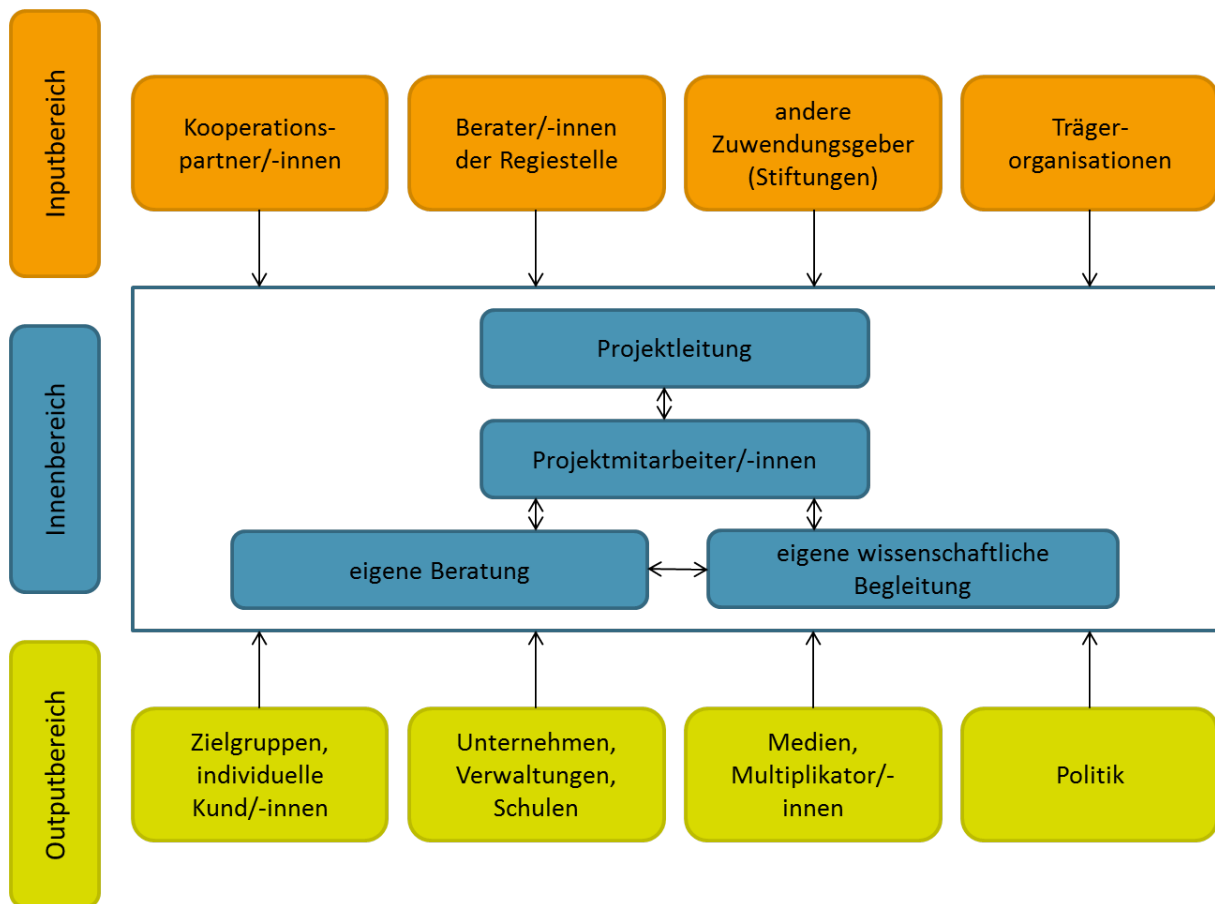 Inputbereich
Kooperations-
partner/-innen
Berater/-innen
der Regiestelle
andere
Zuwendungsgeber
(Stiftungen)
Träger-
organisationen
Innenbereich
Projektleitung
Projektmitarbeiter/-innen
eigene Beratung
eigene wissenschaftliche
Begleitung
Outputbereich
Zielgruppen,
individuelle
Kund/-innen
Unternehmen,
Verwaltungen,
Schulen
Medien,
Multiplikator/-
innen
Politik